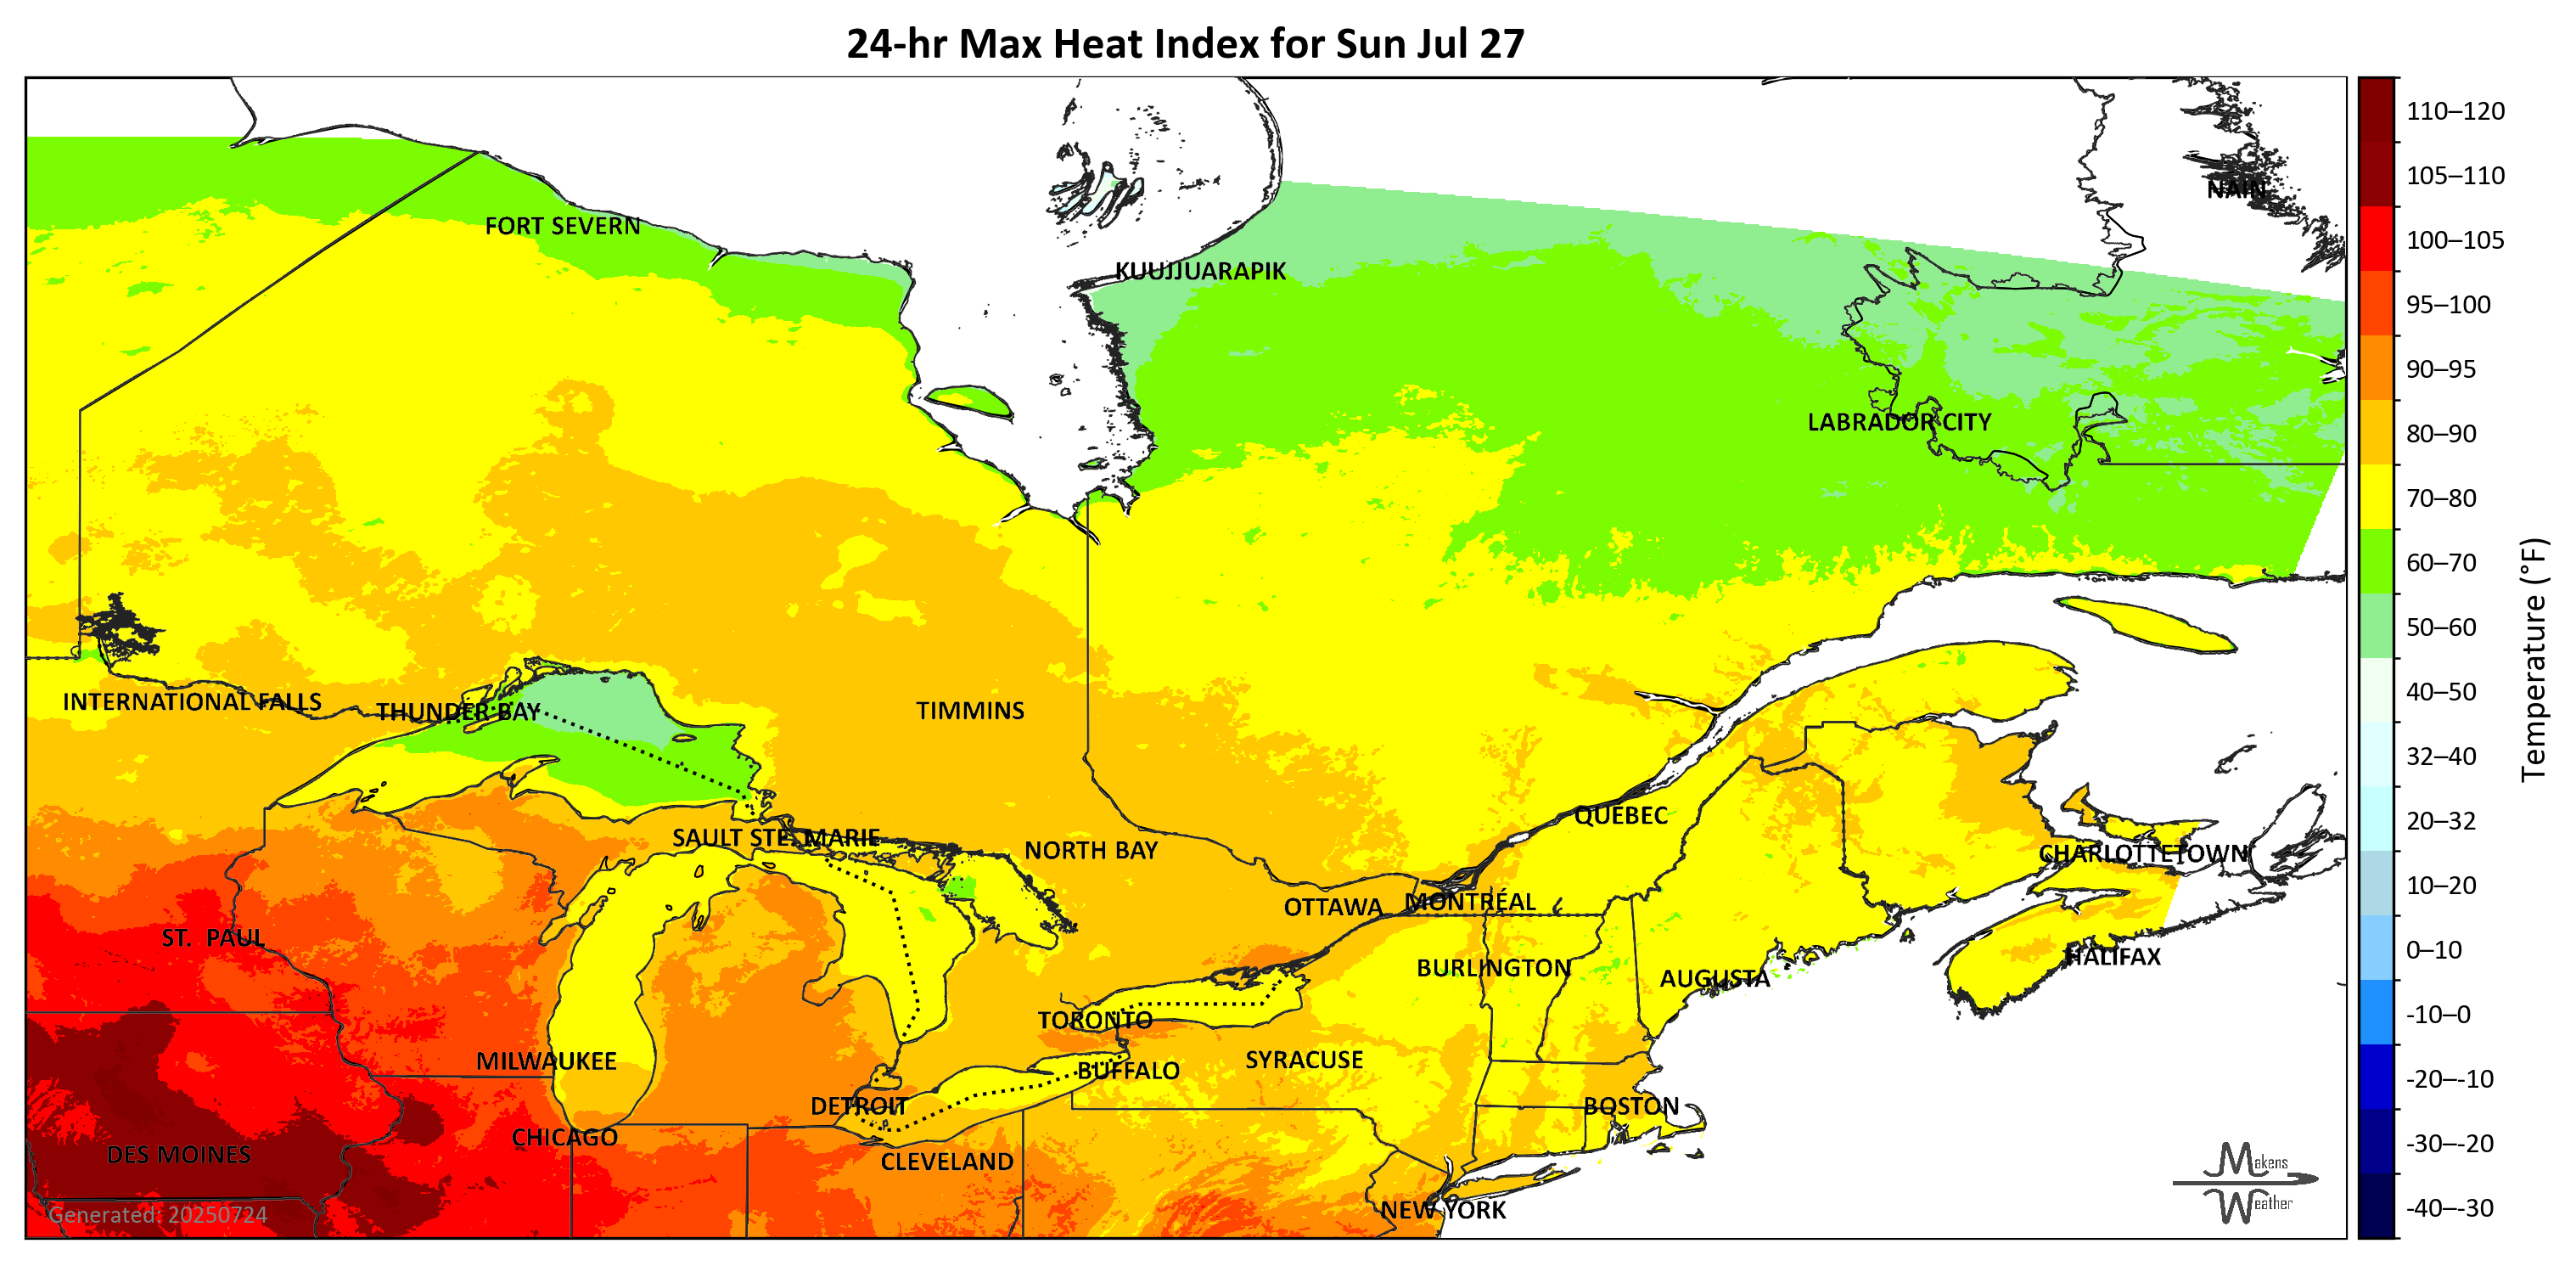 24-hr Max Heat Index for Sun Jul 27
110–120
105–110
NAIN
FORT SEVERN
100–105
KUUJJUARAPIK
95–100
90–95
LABRADOR CITY
80–90
70–80
60–70
50–60
Temperature (°F)
40–50
INTERNATIONAL FALLS
THUNDER BAY
TIMMINS
32–40
QUÉBEC
20–32
SAULT STE. MARIE
NORTH BAY
CHARLOTTETOWN
10–20
OTTAWA
MONTRÉAL
ST. PAUL
0–10
HALIFAX
BURLINGTON
AUGUSTA
-10–0
TORONTO
MILWAUKEE
SYRACUSE
BUFFALO
-20–-10
DETROIT
BOSTON
CHICAGO
-30–-20
DES MOINES
CLEVELAND
Makens
Weather
-40–-30
NEW YORK
Generated: 20250724